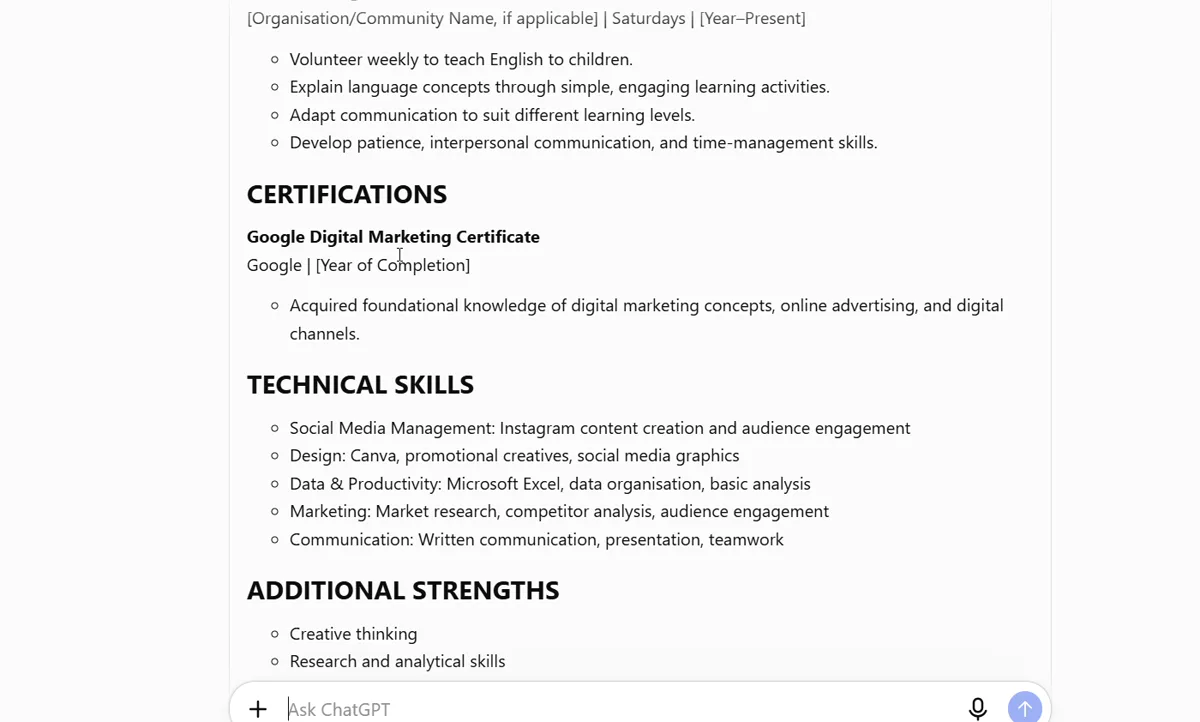 [Organisation/Community Name, if applicable] | Saturdays | [Year–Present]
Volunteer weekly to teach English to children.
Explain language concepts through simple, engaging learning activities.
Adapt communication to suit different learning levels.
Develop patience, interpersonal communication, and time-management skills.
CERTIFICATIONS
Google Digital Marketing Certificate
Google | [Year of Completion]
Acquired foundational knowledge of digital marketing concepts, online advertising, and digital
channels.
TECHNICAL SKILLS
Social Media Management: Instagram content creation and audience engagement
Design: Canva, promotional creatives, social media graphics
Data & Productivity: Microsoft Excel, data organisation, basic analysis
Marketing: Market research, competitor analysis, audience engagement
Communication: Written communication, presentation, teamwork
ADDITIONAL STRENGTHS
Creative thinking
Research and analytical skills
Ask ChatGPT